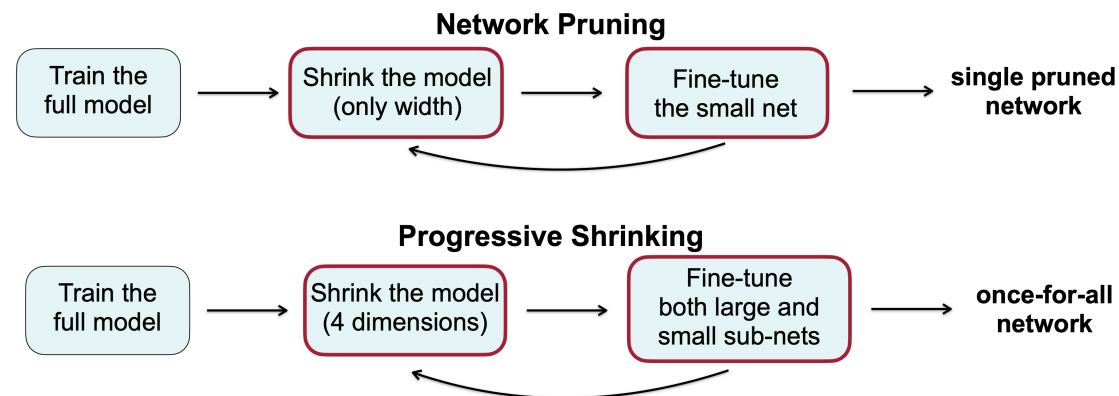 Network Pruning
Train the
full model
Shrink the model
(only width)
Fine-tune
the small net
single pruned
network
Progressive Shrinking
Train the
full model
Shrink the model
(4 dimensions)
Fine-tune
both large and
small sub-nets
once-for-all
network